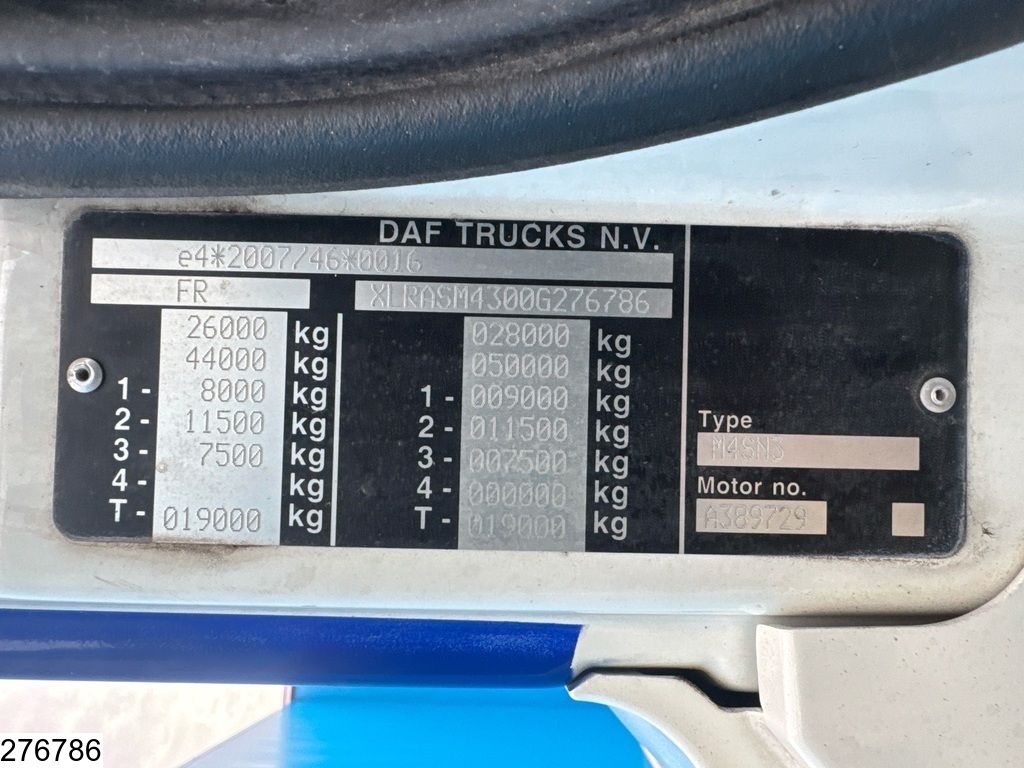 DAF TRUCKS N.V.
e4*2007/46*0016
FR XLRASM4300G276786
26000 kg 028000 kg
44000 kg 050000 kg
1- 8000 kg 1- 009000 kg
2- 11500 kg 2- 011500 kg
3- 7500 kg 3- 007500 kg
4- kg 4- 000000 kg
T- 019000 kg T- 019000 kg
Type
M4SN3
Motor no.
A389729
276786